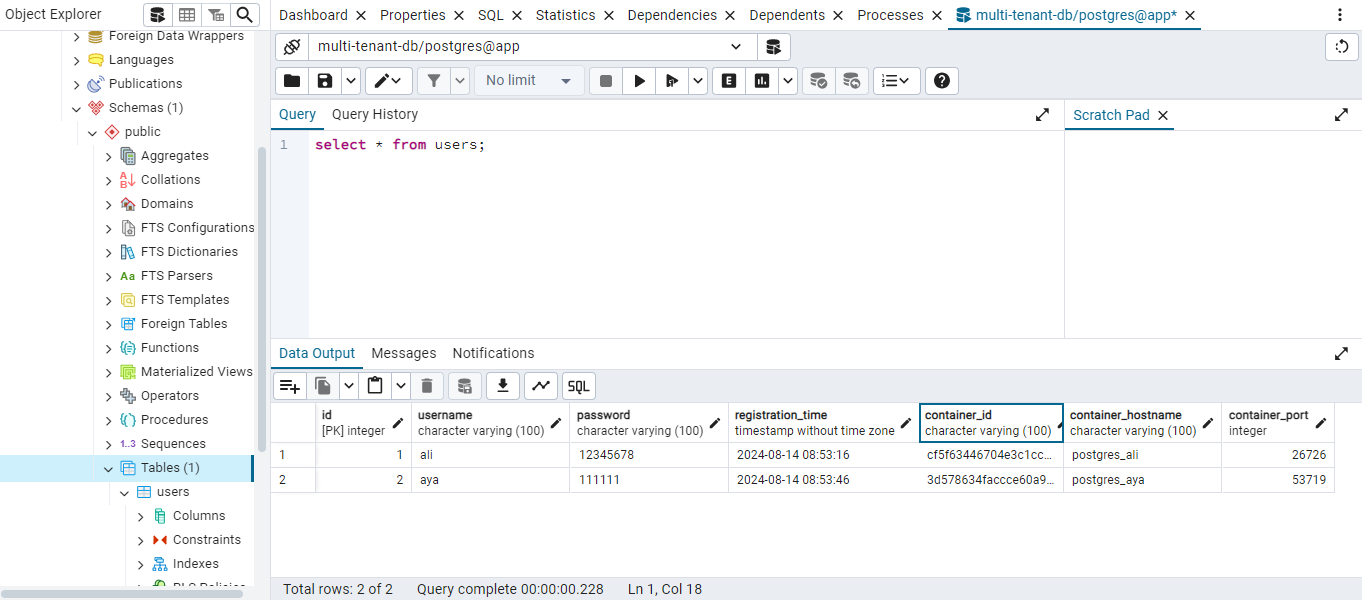 Object Explorer
Dashboard
Properties
SQL
Statistics
Dependencies
Dependents
Processes
multi-tenant-db/postgres@app*
Foreign Data Wrappers
Languages
Publications
Schemas (1)
public
Aggregates
Collations
Domains
FTS Configurations
FTS Dictionaries
Aa FTS Parsers
FTS Templates
Foreign Tables
Functions
Materialized Views
Operators
Procedures
1..3 Sequences
Tables (1)
users
Columns
Constraints
Indexes
RLS Policies
multi-tenant-db/postgres@app
No limit
E
Query
Query History
Scratch Pad
1 select * from users;
Data Output
Messages
Notifications
SQL
id
[PK] integer
username
character varying (100)
password
character varying (100)
registration_time
timestamp without time zone
container_id
character varying (100)
container_hostname
character varying (100)
container_port
integer
1 1 ali 12345678 2024-08-14 08:53:16 cf5f63446704e3c1cc... postgres_ali 26726
2 2 aya 111111 2024-08-14 08:53:46 3d578634faccce60a9... postgres_aya 53719
Total rows: 2 of 2
Query complete 00:00:00.228
Ln 1, Col 18